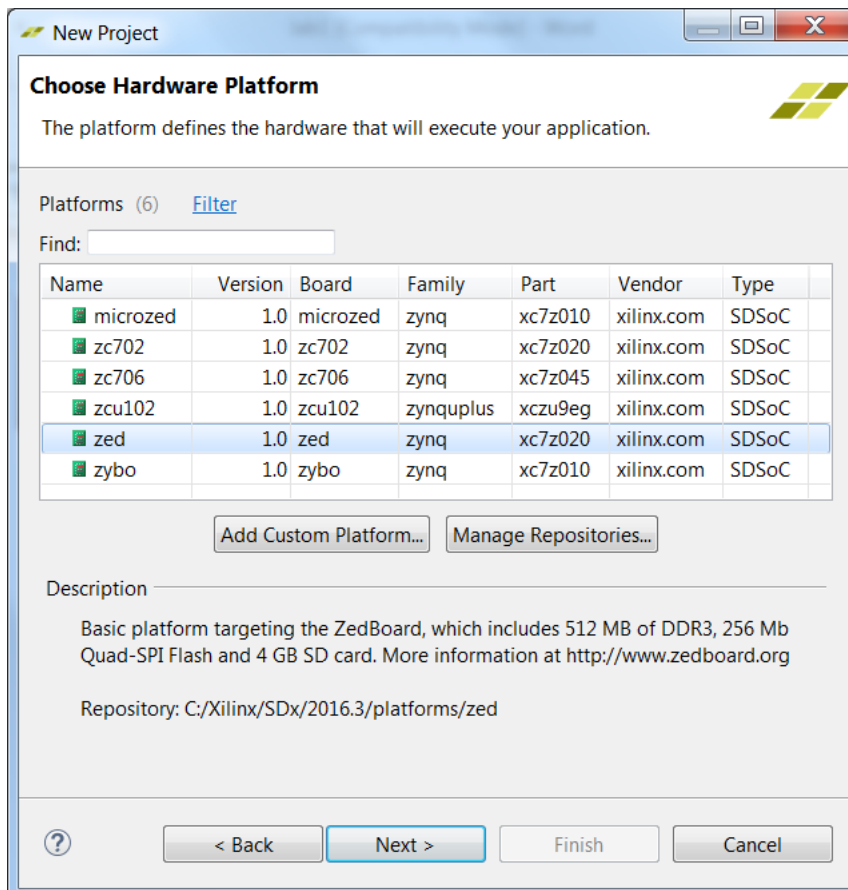 New Project
Choose Hardware Platform
The platform defines the hardware that will execute your application.
Platforms (6) Filter
Find:
Name Version Board Family Part Vendor Type
microzed 1.0 microzed zynq xc7z010 xilinx.com SDSoC
zc702 1.0 zc702 zynq xc7z020 xilinx.com SDSoC
zc706 1.0 zc706 zynq xc7z045 xilinx.com SDSoC
zcu102 1.0 zcu102 zynquplus xczu9eg xilinx.com SDSoC
zed 1.0 zed zynq xc7z020 xilinx.com SDSoC
zybo 1.0 zybo zynq xc7z010 xilinx.com SDSoC
Add Custom Platform... Manage Repositories...
Description
Basic platform targeting the ZedBoard, which includes 512 MB of DDR3, 256 Mb
Quad-SPI Flash and 4 GB SD card. More information at http://www.zedboard.org
Repository: C:/Xilinx/SDx/2016.3/platforms/zed
? < Back Next > Finish Cancel